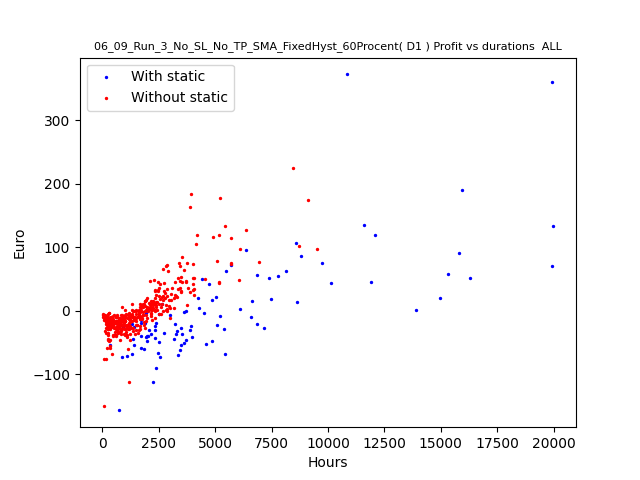 06_09_Run_3_No_SL_No_TP_SMA_FixedHyst_60Procent( D1 ) Profit vs durations  ALL
With static
Without static
300
200
100
0
−100
Euro
0 2500 5000 7500 10000 12500 15000 17500 20000
Hours